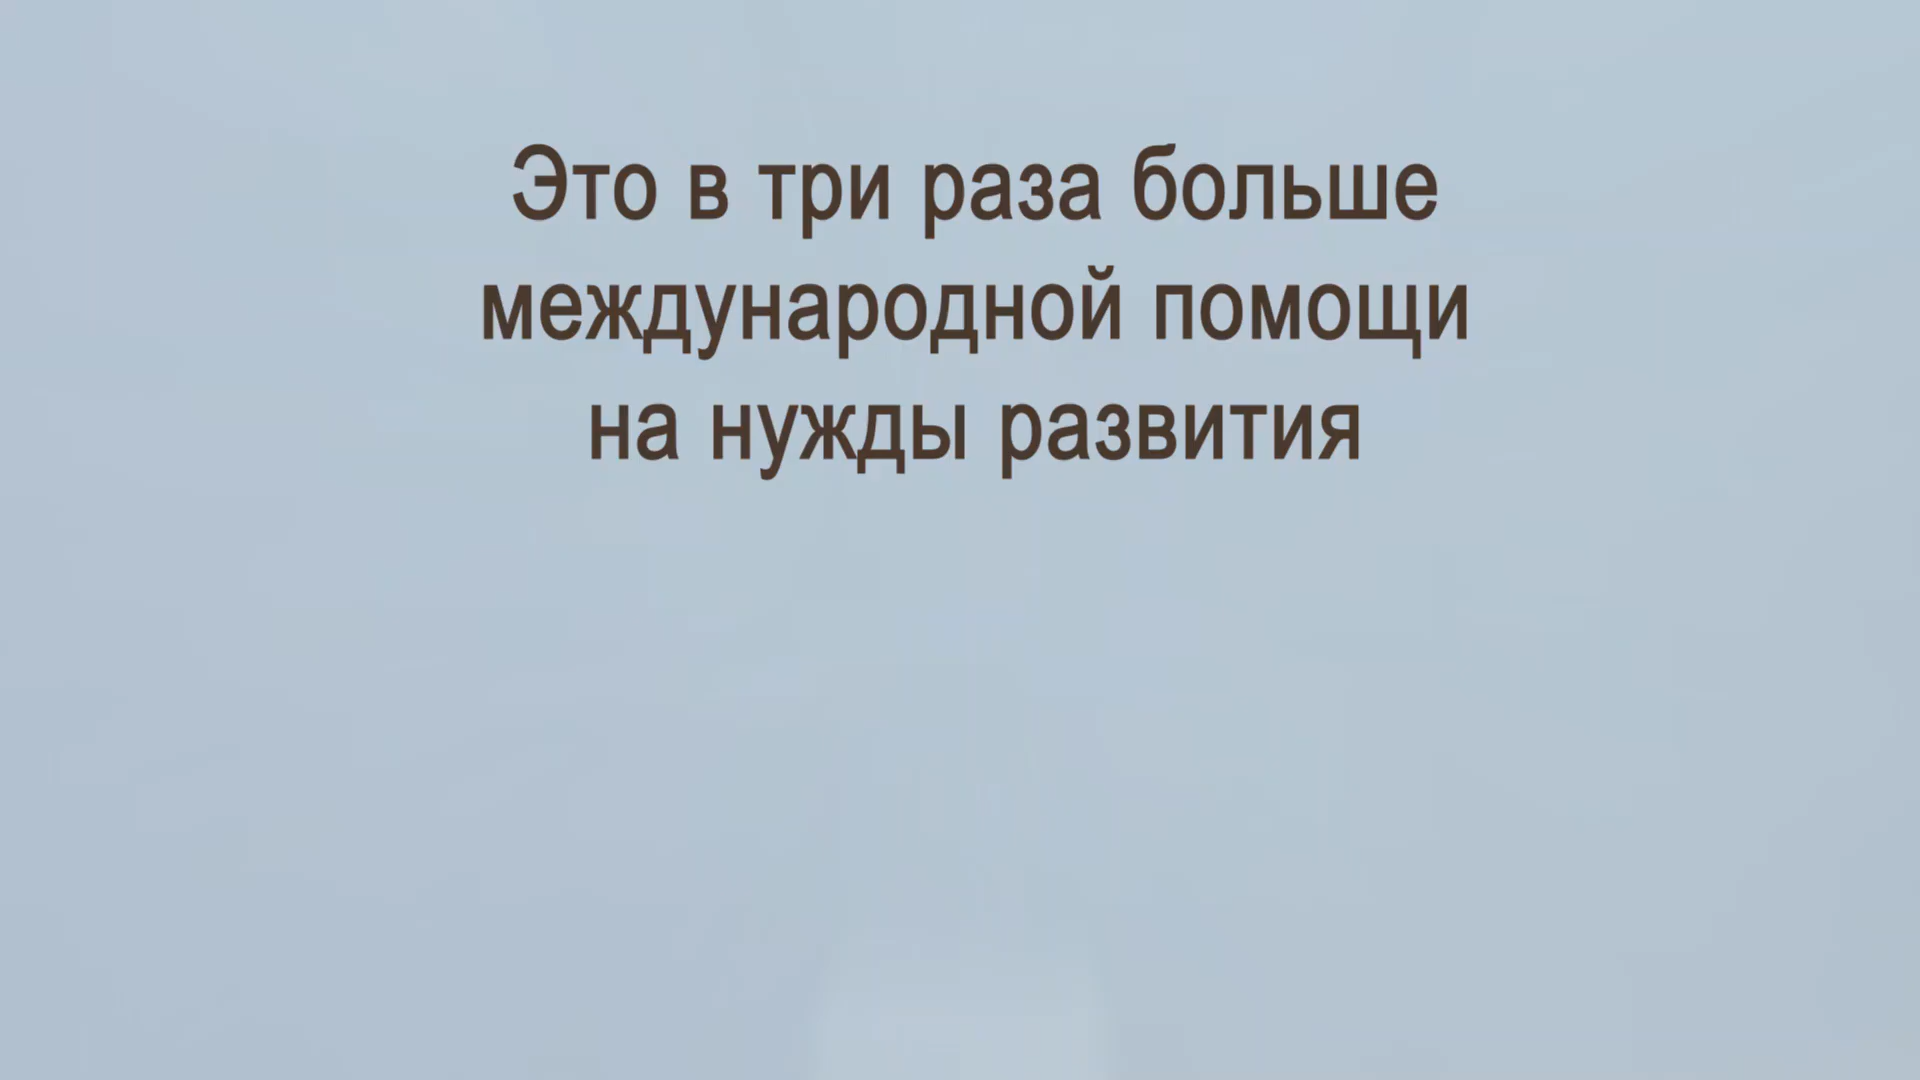 Это в три раза больше
международной помощи
на нужды развития